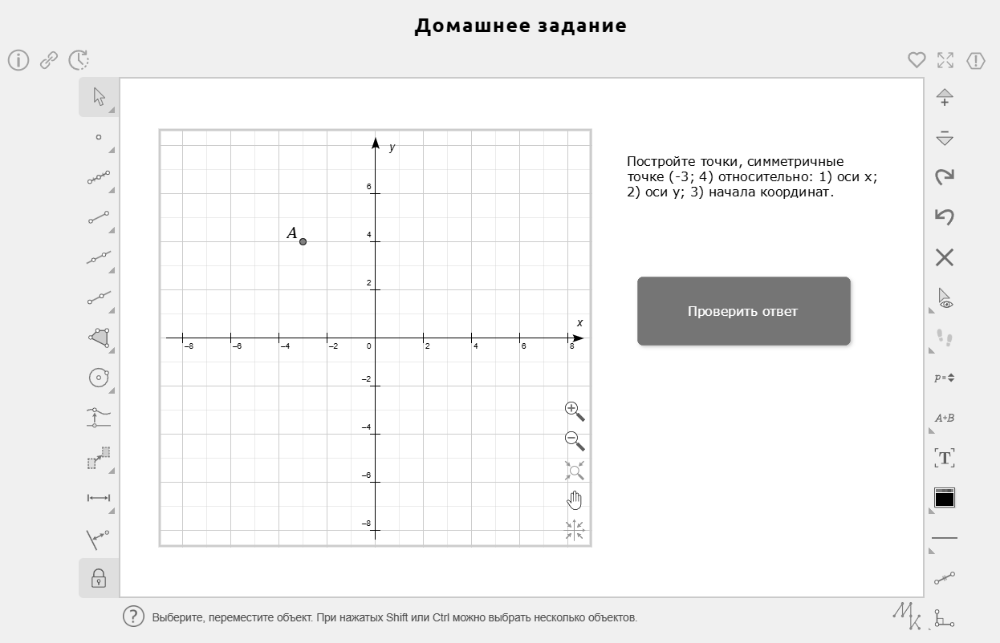 Домашнее задание
y
6
A
4
2
x
–8
–6
–4
–2
0
2
4
6
8
–2
–4
–6
–8
Постройте точки, симметричные
точке (-3; 4) относительно: 1) оси x;
2) оси y; 3) начала координат.
Проверить ответ
p=
A+B
T
? Выберите, переместите объект. При нажатых Shift или Ctrl можно выбрать несколько объектов.
MK